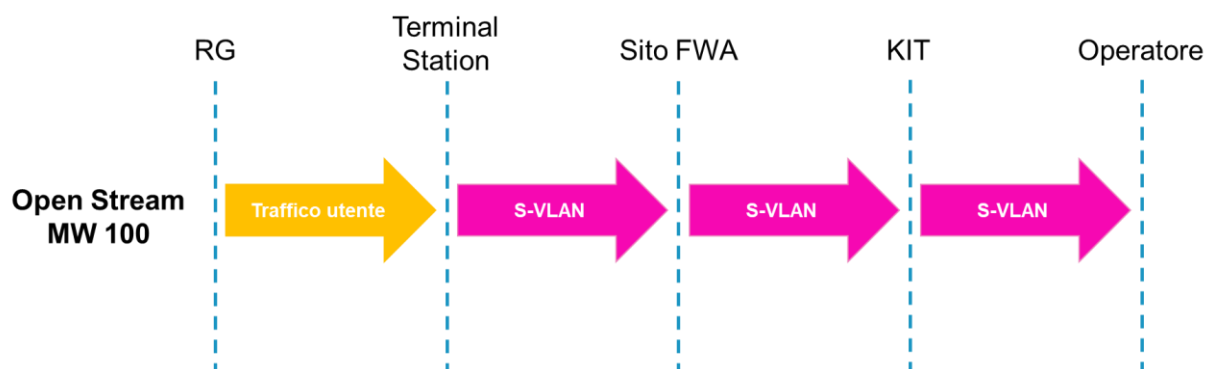 RG
Terminal
Station
Sito FWA
KIT
Operatore
Open Stream
MW 100
Traffico utente
S-VLAN
S-VLAN
S-VLAN